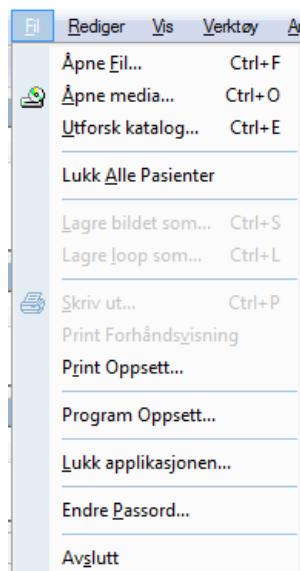 Fil Rediger Vis Verktøy
Åpne Fil... Ctrl+F
Åpne media... Ctrl+O
Utforsk katalog... Ctrl+E
Lukk Alle Pasienter
Lagre bildet som... Ctrl+S
Lagre loop som... Ctrl+L
Skriv ut... Ctrl+P
Print Forhåndsvisning
Print Oppsett...
Program Oppsett...
Lukk applikasjonen...
Endre Passord...
Avslutt